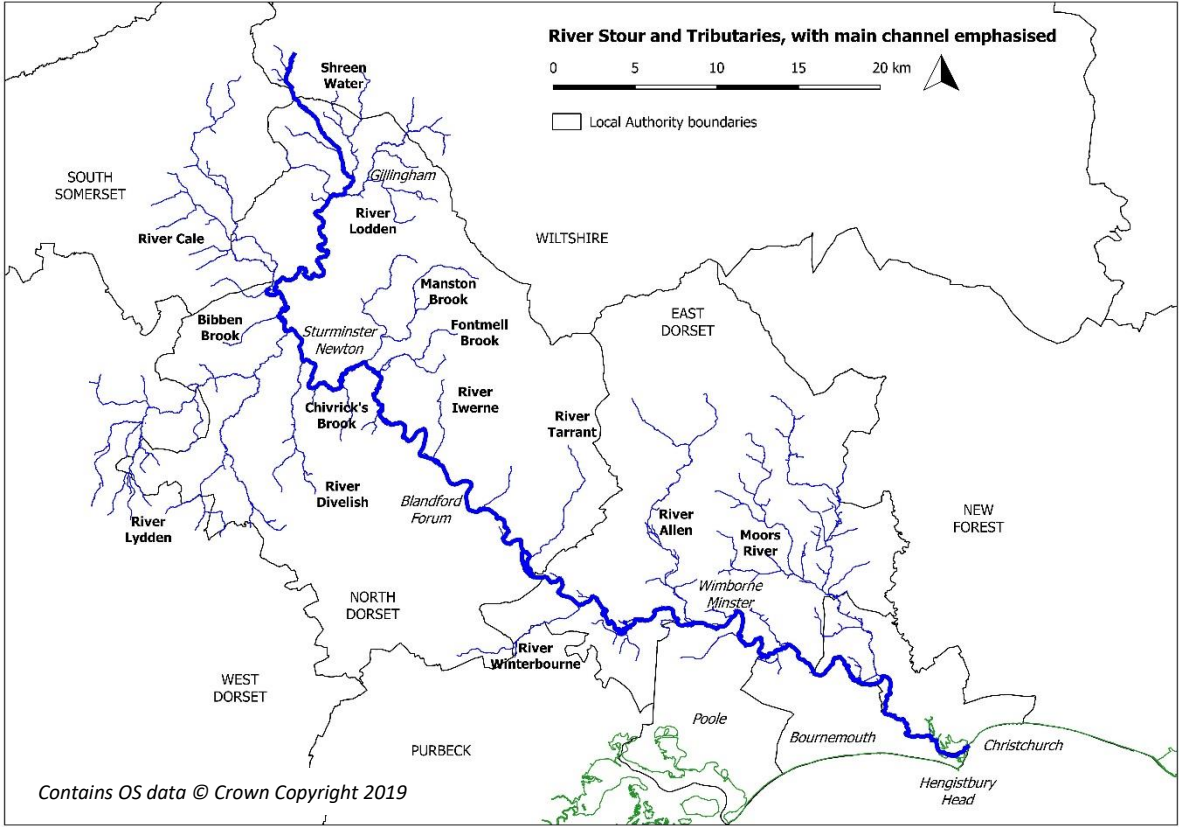 River Stour and Tributaries, with main channel emphasised
0 5 10 15 20 km
Local Authority boundaries
Shreen
Water
SOUTH
SOMERSET
Gillingham
River
Lodden
River Cale
WILTSHIRE
Manston
Brook
Bibben
Brook
Sturminster
Newton
Fontmell
Brook
EAST
DORSET
Chivrick's
Brook
River
Iwerne
River
Tarrant
River
Divelish
Blandford
Forum
River
Lydden
River
Allen
Moors
River
NEW
FOREST
Wimborne
Minster
NORTH
DORSET
River
Winterbourne
WEST
DORSET
PURBECK
Poole
Bournemouth
Christchurch
Hengistbury
Head
Contains OS data © Crown Copyright 2019